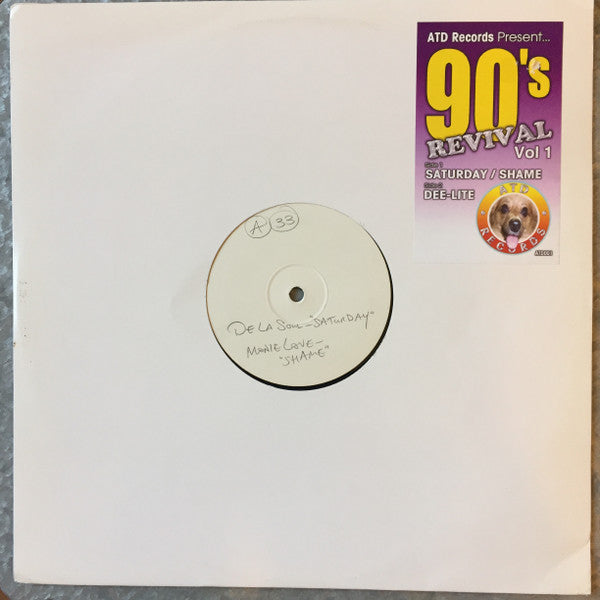 ATD Records Present...
90's
REVIVAL
Vol 1
Side 1
SATURDAY / SHAME
Side 2
DEE-LITE
ATD
RECORDS
ATD001
A 33
DE LA SOUL - "SATURDAY"
MONIE LOVE -
"SHAME"